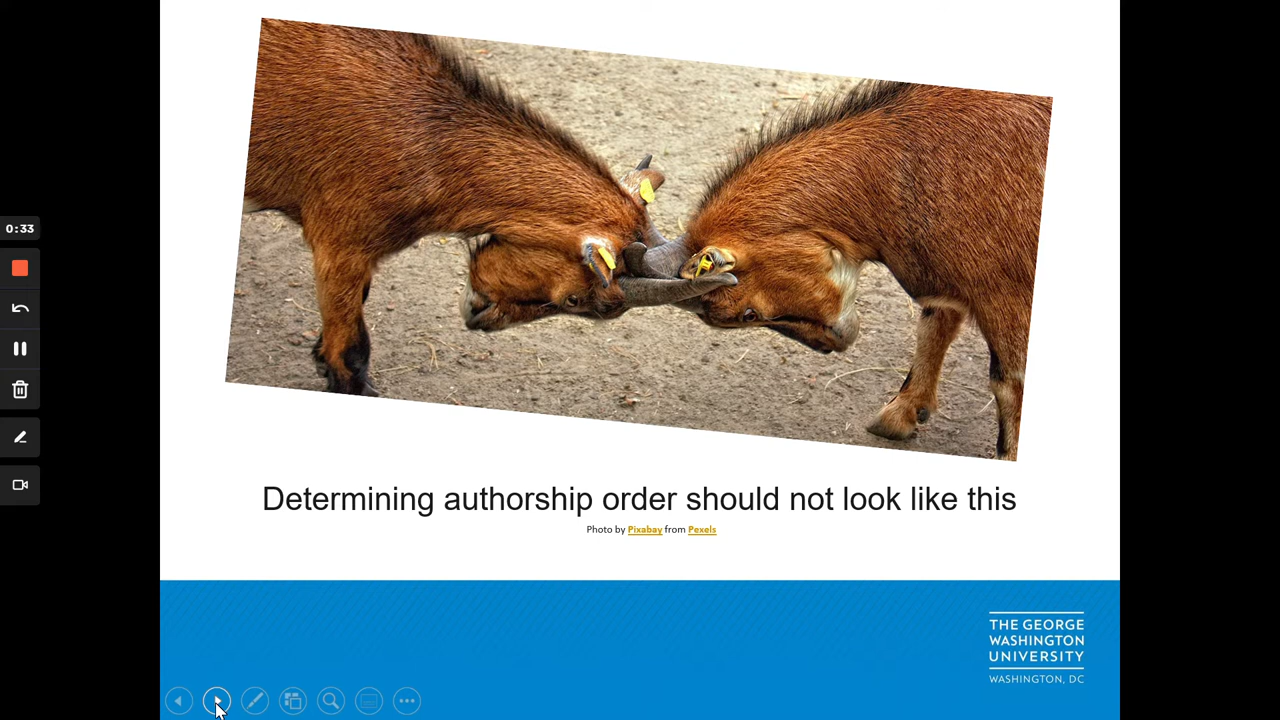 0:33
Determining authorship order should not look like this
Photo by Pixabay from Pexels
THE GEORGE
WASHINGTON
UNIVERSITY
WASHINGTON, DC